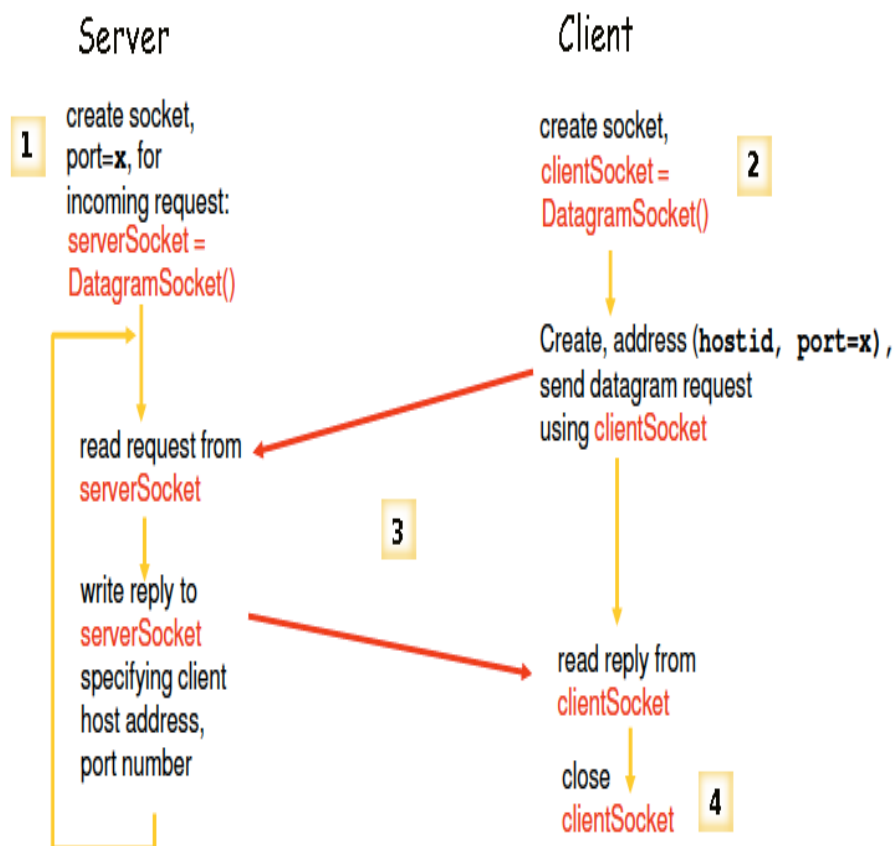 Server
1
create socket,
port=x, for
incoming request:
serverSocket =
DatagramSocket()
read request from
serverSocket
write reply to
serverSocket
specifying client
host address,
port number
Client
create socket,
clientSocket =
DatagramSocket()
2
Create, address (hostid, port=x),
send datagram request
using clientSocket
3
read reply from
clientSocket
close
clientSocket
4